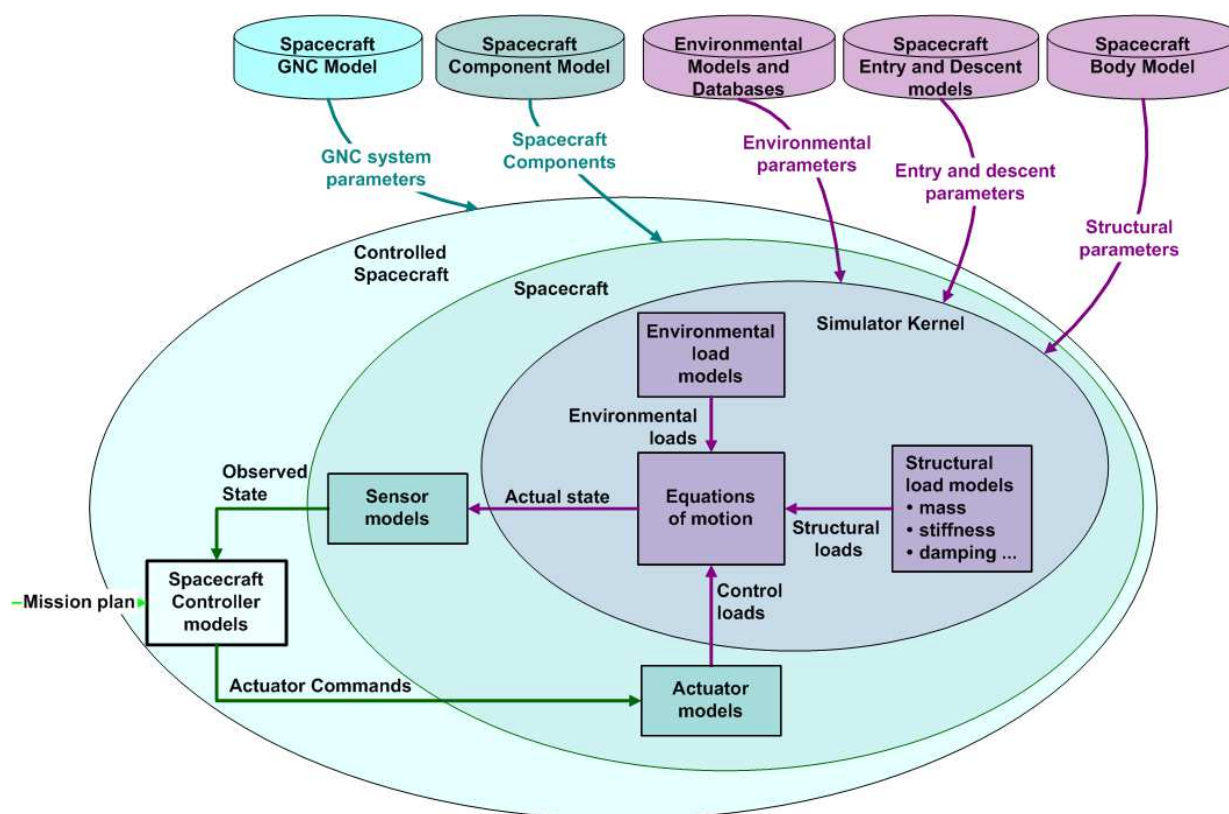 Spacecraft
GNC Model
Spacecraft
Component Model
Environmental
Models and
Databases
Spacecraft
Entry and Descent
models
Spacecraft
Body Model
GNC system
parameters
Spacecraft
Components
Environmental
parameters
Entry and descent
parameters
Structural
parameters
Controlled
Spacecraft
Spacecraft
Simulator Kernel
Environmental
load
models
Environmental
loads
Observed
State
Sensor
models
Actual state
Equations
of motion
Structural
loads
Structural
load models
• mass
• stiffness
• damping ...
Mission plan
Spacecraft
Controller
models
Control
loads
Actuator Commands
Actuator
models